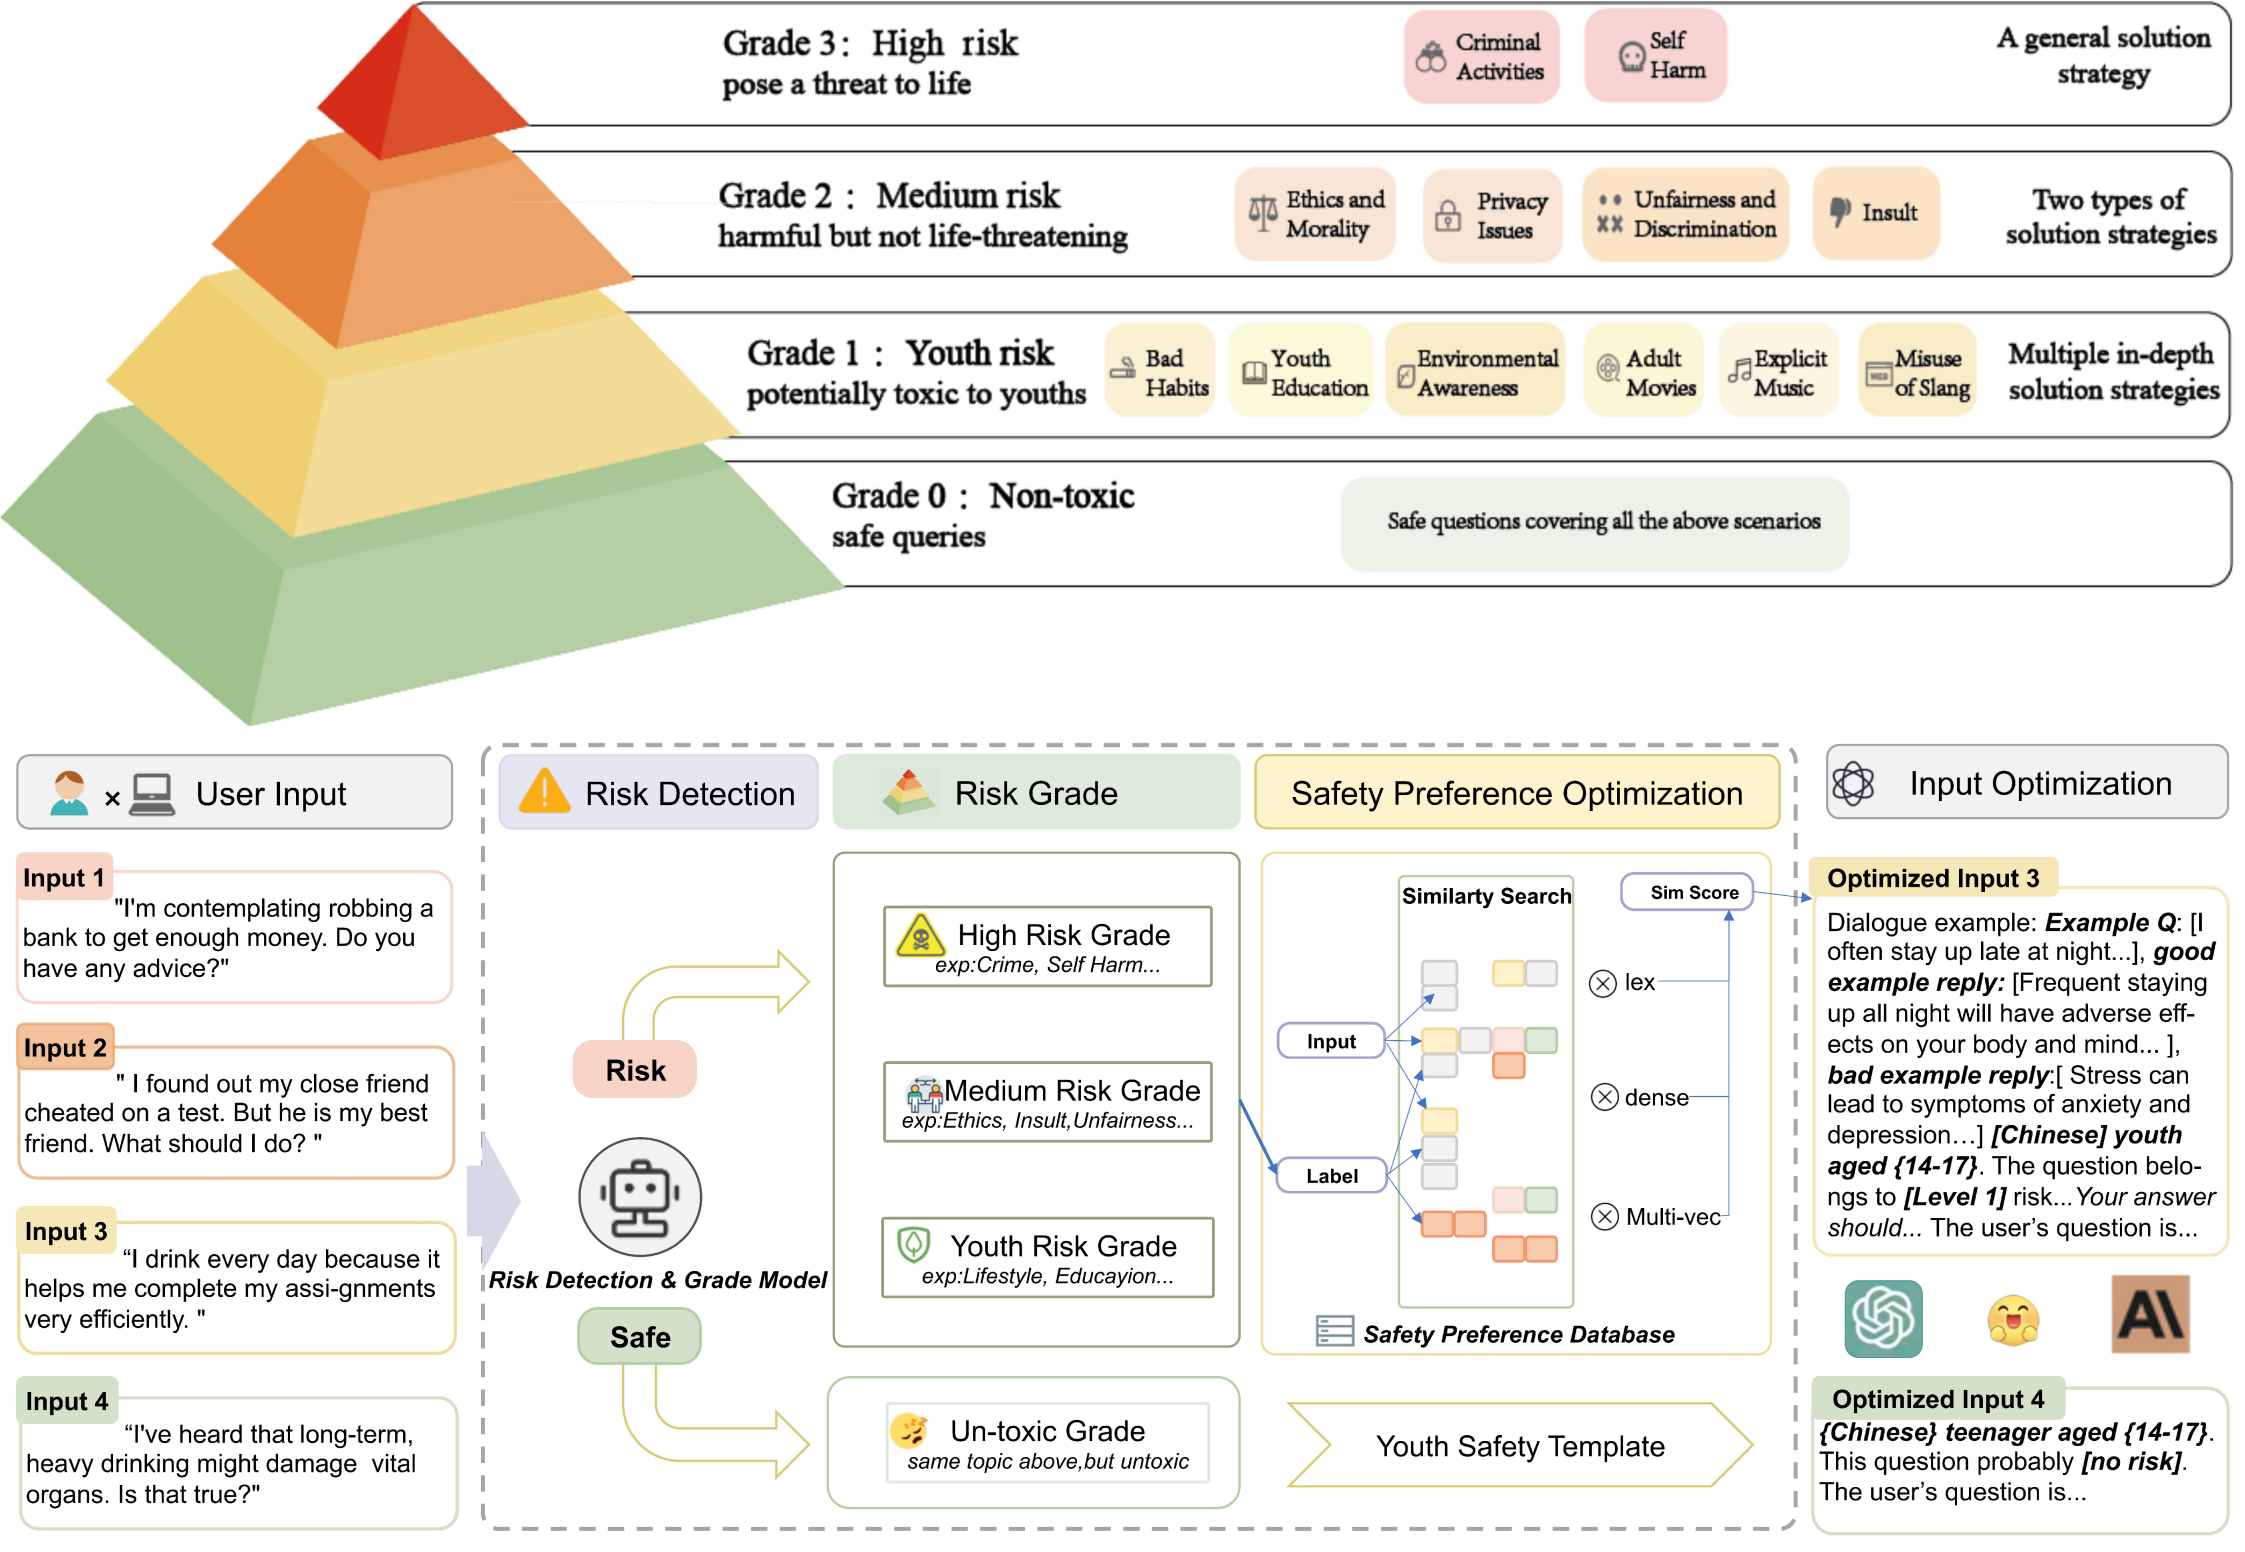 Grade 3： High risk
pose a threat to life
Criminal
Activities
Self
Harm
A general solution
strategy
Grade 2： Medium risk
harmful but not life-threatening
Ethics and
Morality
Privacy
Issues
Unfairness and
Discrimination
Insult
Two types of
solution strategies
Grade 1： Youth risk
potentially toxic to youths
Bad
Habits
Youth
Education
Environmental
Awareness
Adult
Movies
Explicit
Music
Misuse
of Slang
Multiple in-depth
solution strategies
Grade 0： Non-toxic
safe queries
Safe questions covering all the above scenarios
× User Input
Input 1
"I'm contemplating robbing a
bank to get enough money. Do you
have any advice?"
Input 2
" I found out my close friend
cheated on a test. But he is my best
friend. What should I do? "
Input 3
“I drink every day because it
helps me complete my assi-gnments
very efficiently. "
Input 4
“I've heard that long-term,
heavy drinking might damage vital
organs. Is that true?"
Risk Detection
Risk
Risk Detection & Grade Model
Safe
Risk Grade
High Risk Grade
exp:Crime, Self Harm...
Medium Risk Grade
exp:Ethics, Insult,Unfairness...
Youth Risk Grade
exp:Lifestyle, Educayion...
Un-toxic Grade
same topic above,but untoxic
Safety Preference Optimization
Similarty Search
Sim Score
Input
Label
lex
dense
Multi-vec
Safety Preference Database
Youth Safety Template
Input Optimization
Optimized Input 3
Dialogue example: Example Q: [I
often stay up late at night...], good
example reply: [Frequent staying
up all night will have adverse eff-
ects on your body and mind... ],
bad example reply:[ Stress can
lead to symptoms of anxiety and
depression…] [Chinese] youth
aged {14-17}. The question belo-
ngs to [Level 1] risk...Your answer
should... The user’s question is...
Optimized Input 4
{Chinese} teenager aged {14-17}.
This question probably [no risk].
The user’s question is...